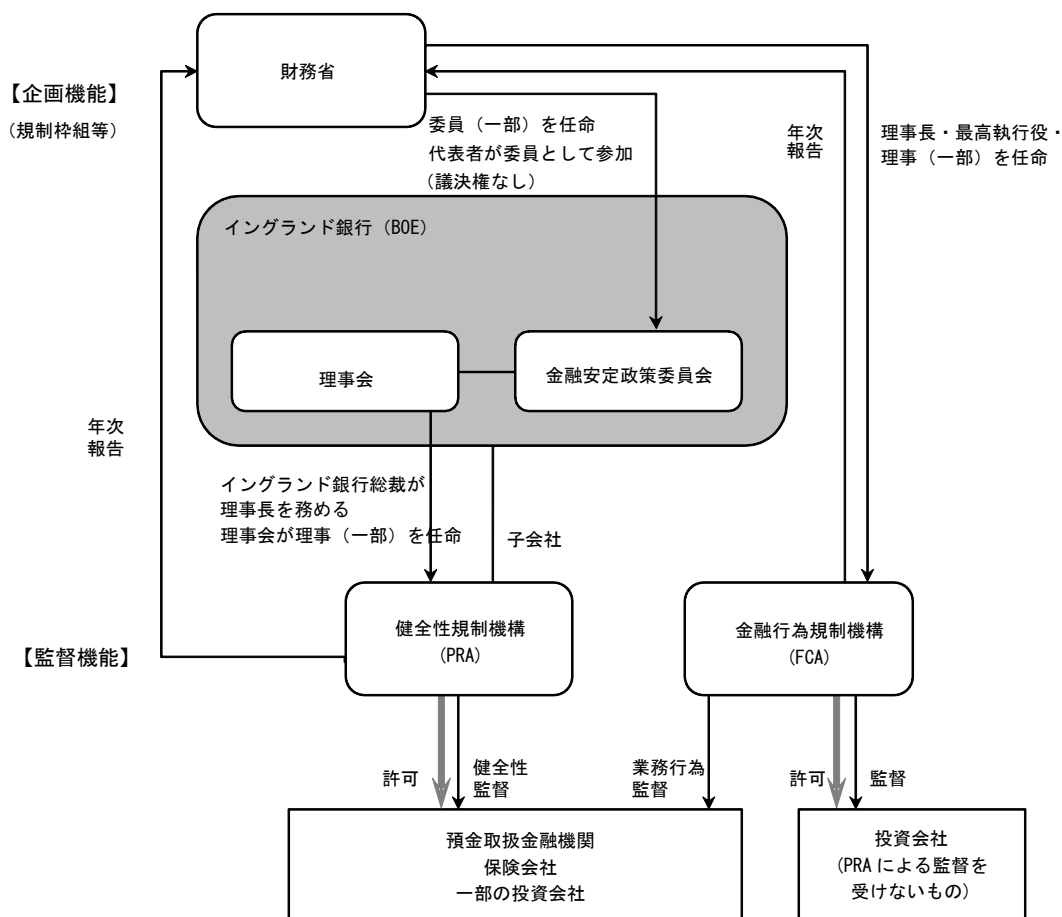 財務省
【企画機能】
(規制枠組等)
委員（一部）を任命
代表者が委員として参加
（議決権なし）
年次
報告
理事長・最高執行役・
理事（一部）を任命
イングランド銀行（BOE）
理事会
金融安定政策委員会
年次
報告
イングランド銀行総裁が
理事長を務める
理事会が理事（一部）を任命
子会社
【監督機能】
健全性規制機構
(PRA)
金融行為規制機構
(FCA)
許可
健全性
監督
業務行為
監督
許可
監督
預金取扱金融機関
保険会社
一部の投資会社
投資会社
(PRAによる監督を
受けないもの)